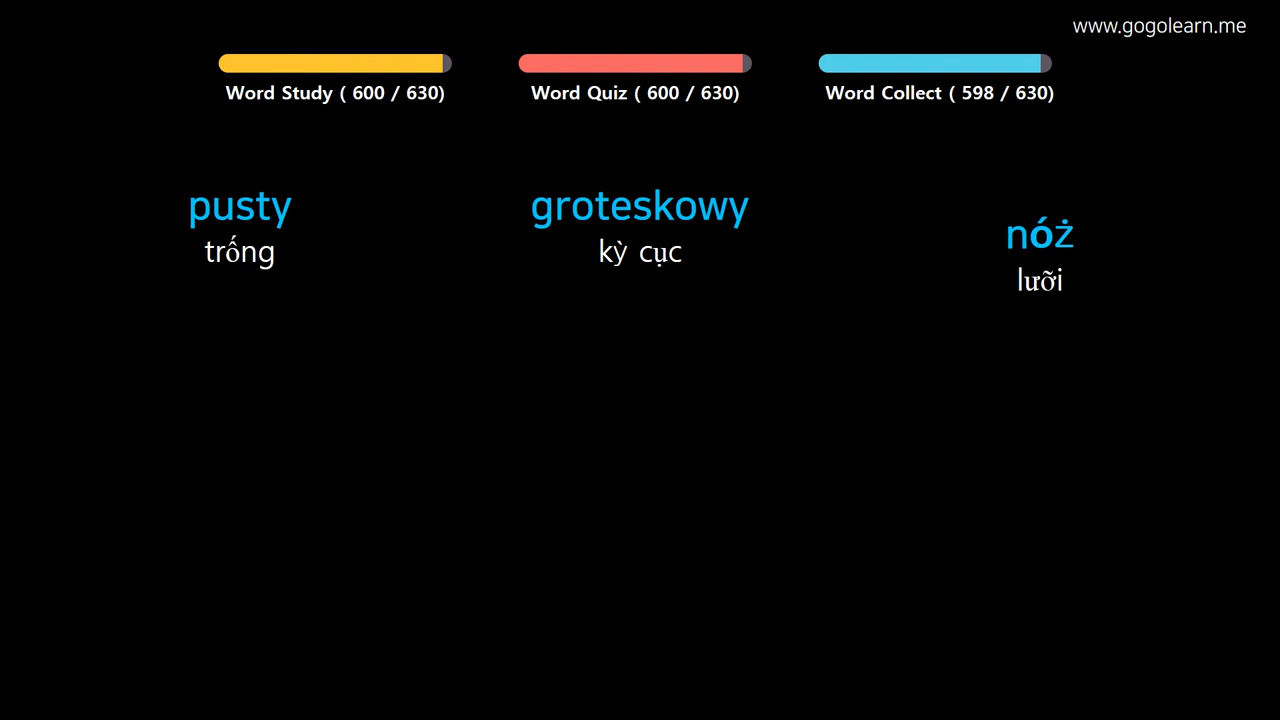 www.gogolearn.me
Word Study ( 600 / 630)
Word Quiz ( 600 / 630)
Word Collect ( 598 / 630)
pusty
trống
groteskowy
kỳ cục
nóż
lưỡi